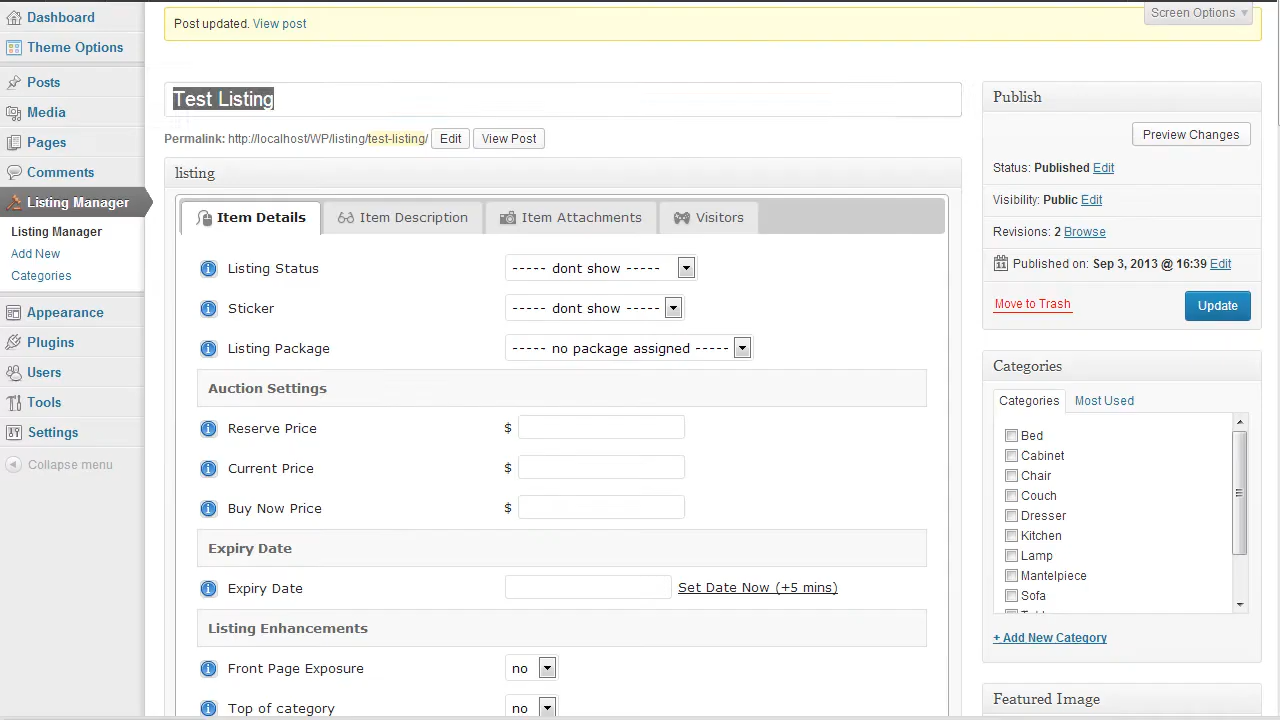 Dashboard
Theme Options
Posts
Media
Pages
Comments
Listing Manager
Listing Manager
Add New
Categories
Appearance
Plugins
Users
Tools
Settings
Collapse menu
Screen Options
Post updated. View post
Test Listing
Permalink: http://localhost/WP/listing/test-listing/ Edit View Post
listing
Item Details Item Description Item Attachments Visitors
Listing Status ----- dont show -----
Sticker ----- dont show -----
Listing Package ----- no package assigned -----
Auction Settings
Reserve Price $
Current Price $
Buy Now Price $
Expiry Date
Expiry Date Set Date Now (+5 mins)
Listing Enhancements
Front Page Exposure no
Top of category no
Publish
Preview Changes
Status: Published Edit
Visibility: Public Edit
Revisions: 2 Browse
Published on: Sep 3, 2013 @ 16:39 Edit
Move to Trash Update
Categories
Categories Most Used
Bed
Cabinet
Chair
Couch
Dresser
Kitchen
Lamp
Mantelpiece
Sofa
+ Add New Category
Featured Image